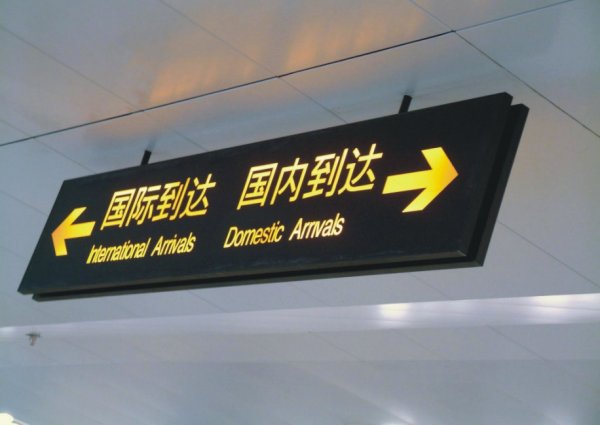 国际到达 国内到达
International Arrivals Domestic Arrivals